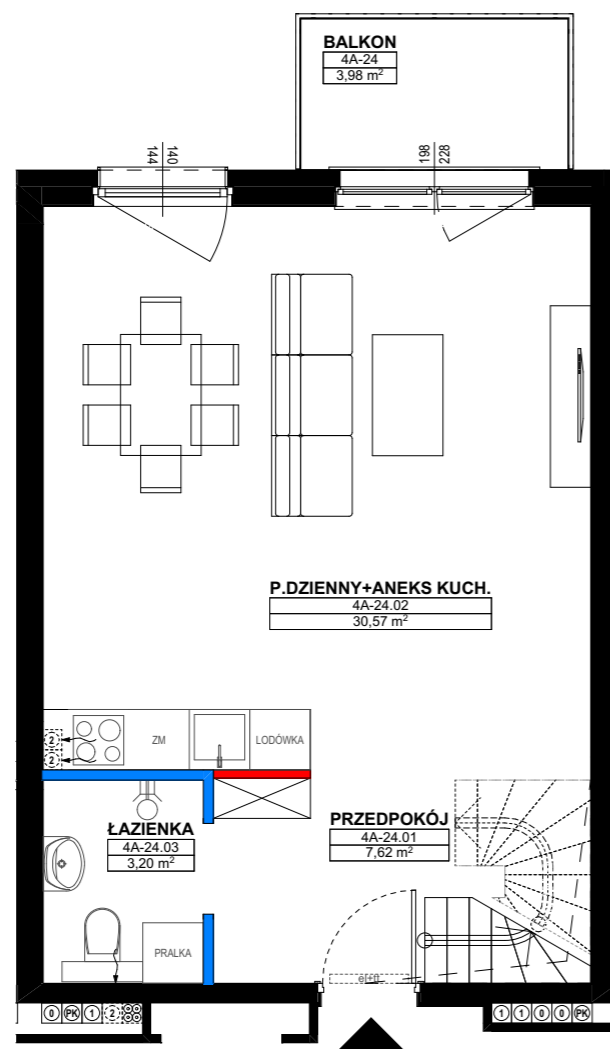 BALKON
4A-24
3,98 m²
144 140
198 228
P.DZIENNY+ANEKS KUCH.
4A-24.02
30,57 m²
2
2
ZM
LODÓWKA
ŁAZIENKA
4A-24.03
3,20 m²
PRZEDPOKÓJ
4A-24.01
7,62 m²
PRALKA
el+tt
0 PK 1 2
1 1 0 0 PK